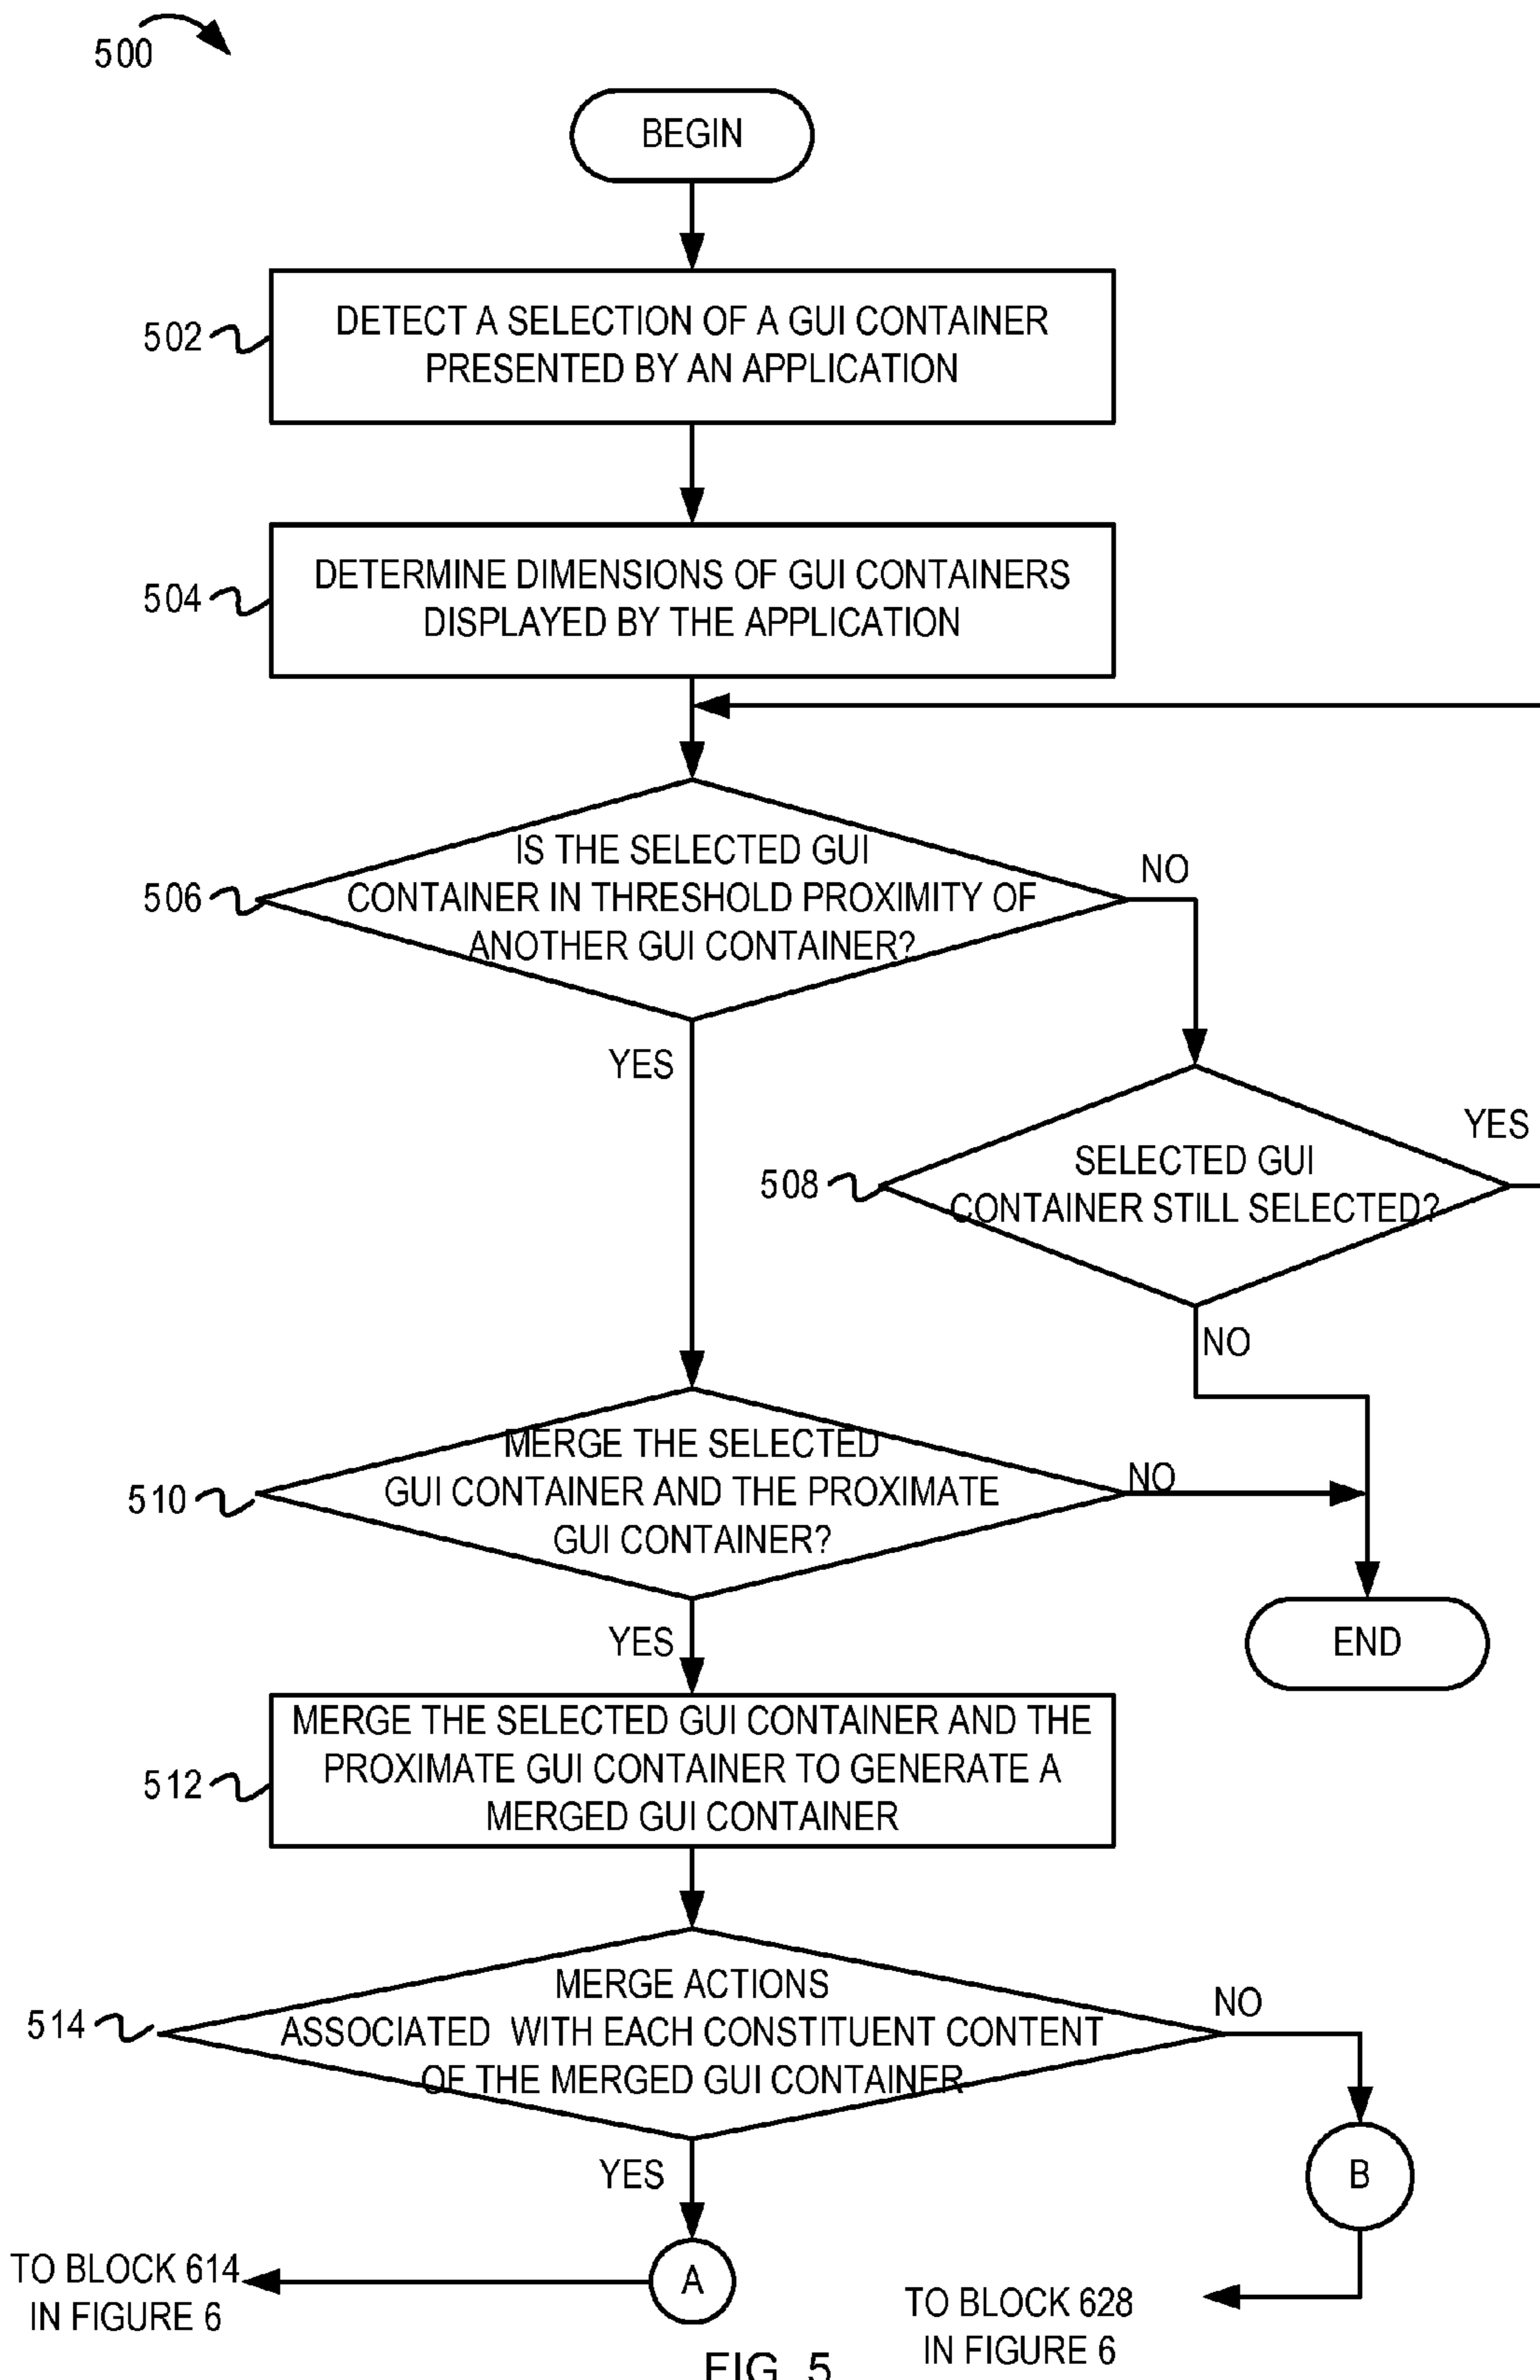 500
BEGIN
502
DETECT A SELECTION OF A GUI CONTAINER
PRESENTED BY AN APPLICATION
504
DETERMINE DIMENSIONS OF GUI CONTAINERS
DISPLAYED BY THE APPLICATION
506
IS THE SELECTED GUI
CONTAINER IN THRESHOLD PROXIMITY OF
ANOTHER GUI CONTAINER?
NO
YES
508
SELECTED GUI
CONTAINER STILL SELECTED?
YES
NO
510
MERGE THE SELECTED
GUI CONTAINER AND THE PROXIMATE
GUI CONTAINER?
NO
YES
END
512
MERGE THE SELECTED GUI CONTAINER AND THE
PROXIMATE GUI CONTAINER TO GENERATE A
MERGED GUI CONTAINER
514
MERGE ACTIONS
ASSOCIATED WITH EACH CONSTITUENT CONTENT
OF THE MERGED GUI CONTAINER
NO
YES
B
A
TO BLOCK 614
IN FIGURE 6
TO BLOCK 628
IN FIGURE 6
FIG. 5